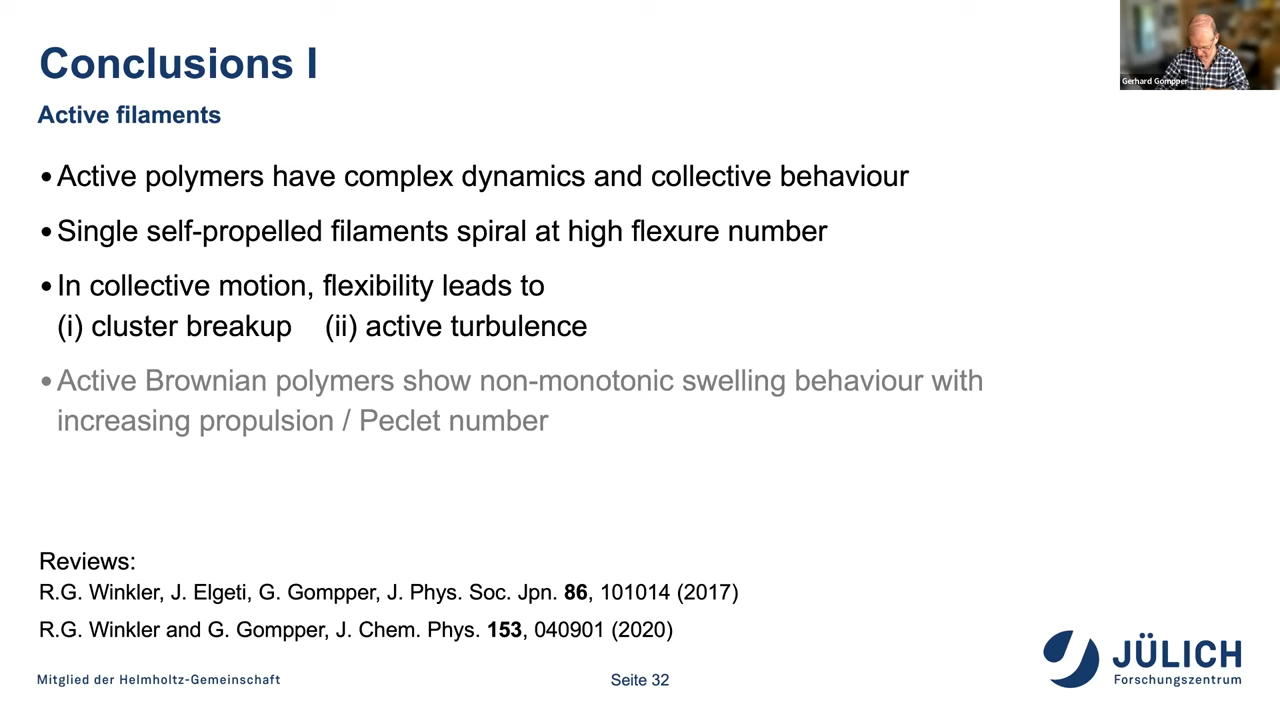 Conclusions I
Gerhard Gompper
Active filaments
•Active polymers have complex dynamics and collective behaviour
•Single self-propelled filaments spiral at high flexure number
•In collective motion, flexibility leads to
(i) cluster breakup (ii) active turbulence
•Active Brownian polymers show non-monotonic swelling behaviour with
increasing propulsion / Peclet number
Reviews:
R.G. Winkler, J. Elgeti, G. Gompper, J. Phys. Soc. Jpn. 86, 101014 (2017)
R.G. Winkler and G. Gompper, J. Chem. Phys. 153, 040901 (2020)
Mitglied der Helmholtz-Gemeinschaft
Seite 32
JÜLICH
Forschungszentrum